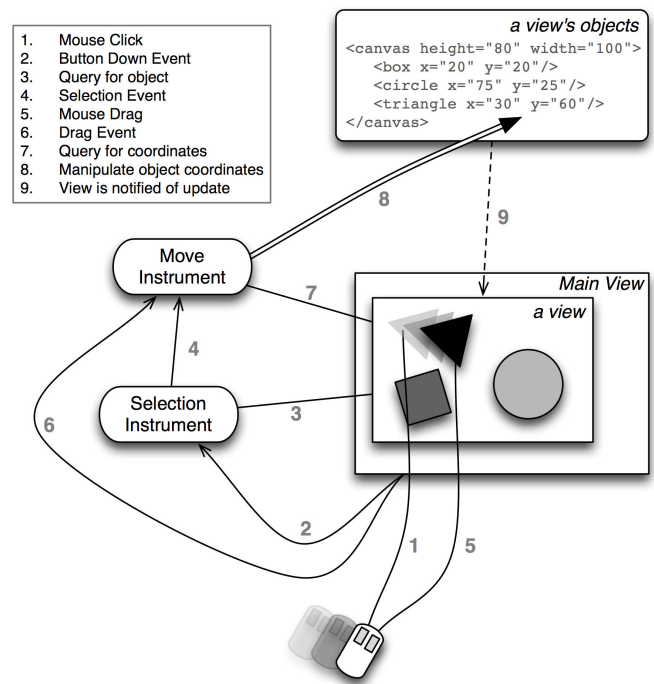 1. Mouse Click
2. Button Down Event
3. Query for object
4. Selection Event
5. Mouse Drag
6. Drag Event
7. Query for coordinates
8. Manipulate object coordinates
9. View is notified of update
a view's objects
<canvas height="80" width="100">
<box x="20" y="20"/>
<circle x="75" y="25"/>
<triangle x="30" y="60"/>
</canvas>
8
9
Move
Instrument
Main View
a view
7
4
Selection
Instrument
3
6
2
1
5